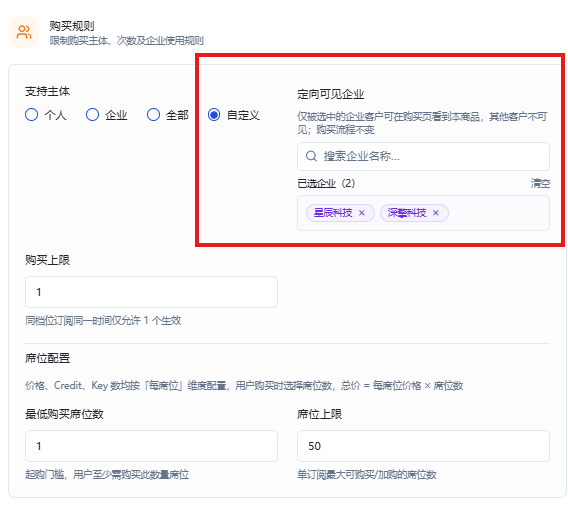 购买规则
限制购买主体、次数及企业使用规则
支持主体
个人 企业 全部 自定义
定向可见企业
仅被选中的企业客户可在购买页看到本商品，其他客户不可
见；购买流程不变
搜索企业名称...
已选企业（2） 清空
星辰科技 × 深擎科技 ×
购买上限
1
同档位订阅同一时间仅允许 1 个生效
席位配置
价格、Credit、Key 数均按「每席位」维度配置，用户购买时选择席位数，总价 = 每席位价格 × 席位数
最低购买席位数 席位上限
1 50
起购门槛，用户至少需购买此数量席位 单订阅最大可购买/加购的席位数